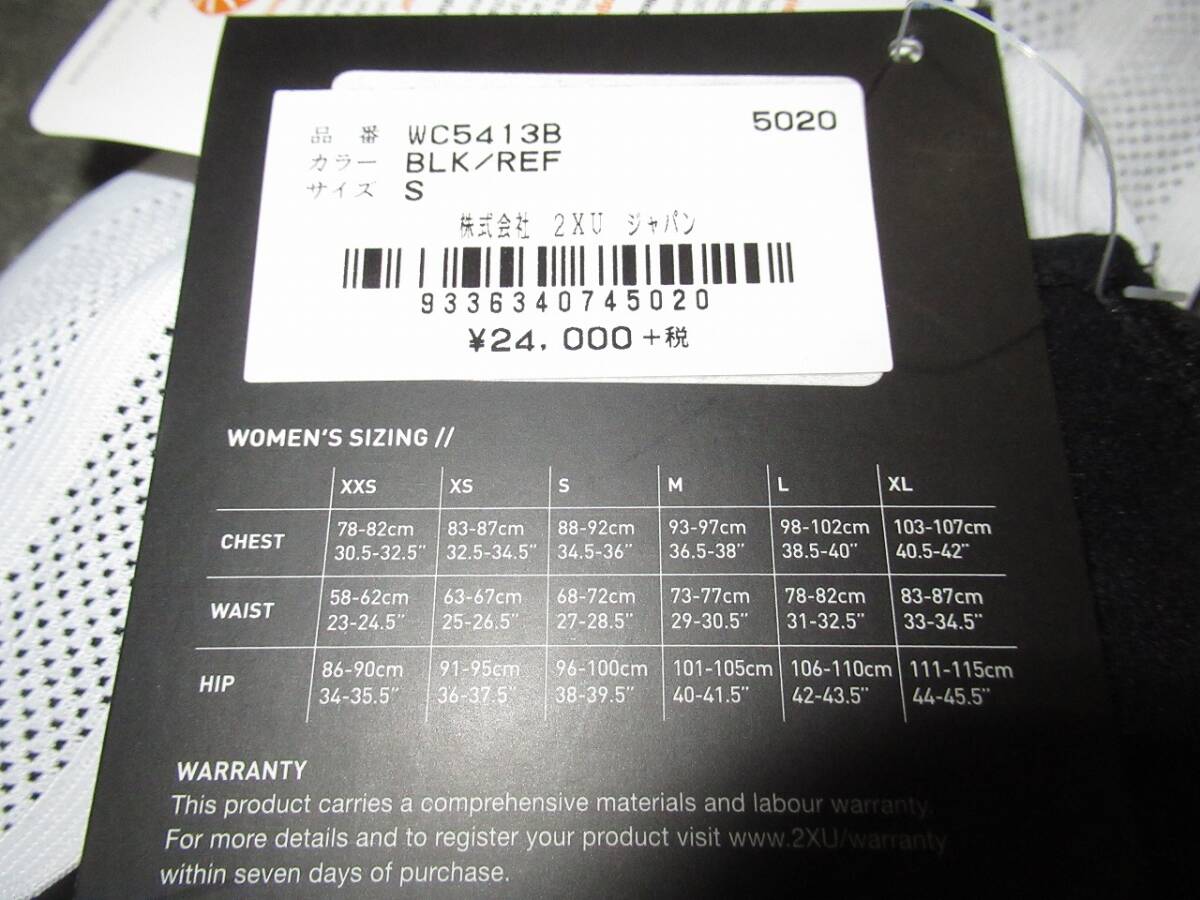 5020
品 番 WC5413B
カラー BLK/REF
サイズ S
株式会社 2XU ジャパン
9336340745020
¥24,000+税
WOMEN'S SIZING //
XXS XS S M L XL
CHEST 78-82cm 83-87cm 88-92cm 93-97cm 98-102cm 103-107cm
30.5-32.5" 32.5-34.5" 34.5-36" 36.5-38" 38.5-40" 40.5-42"
WAIST 58-62cm 63-67cm 68-72cm 73-77cm 78-82cm 83-87cm
23-24.5" 25-26.5" 27-28.5" 29-30.5" 31-32.5" 33-34.5"
HIP 86-90cm 91-95cm 96-100cm 101-105cm 106-110cm 111-115cm
34-35.5" 36-37.5" 38-39.5" 40-41.5" 42-43.5" 44-45.5"
WARRANTY
This product carries a comprehensive materials and labour warranty.
For more details and to register your product visit www.2XU/warranty
within seven days of purchase.